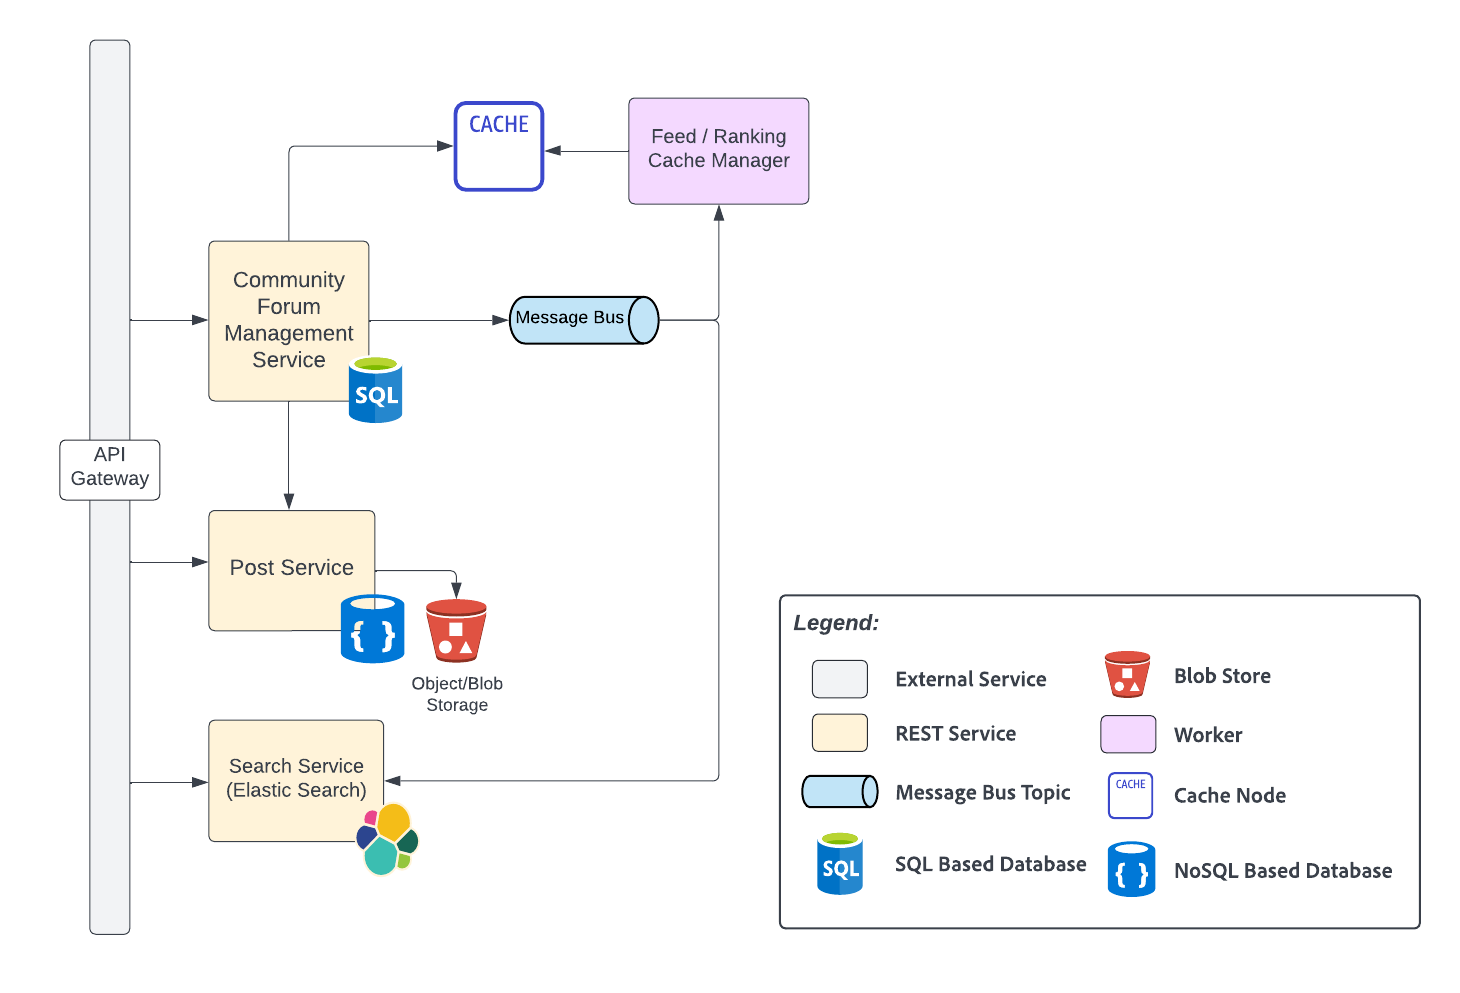 CACHE
Feed / Ranking
Cache Manager
Community
Forum
Management
Service
SQL
Message Bus
API
Gateway
Post Service
{ }
Object/Blob
Storage
Search Service
(Elastic Search)
Legend:
External Service
Blob Store
REST Service
Worker
Message Bus Topic
CACHE
Cache Node
SQL
SQL Based Database
{ }
NoSQL Based Database